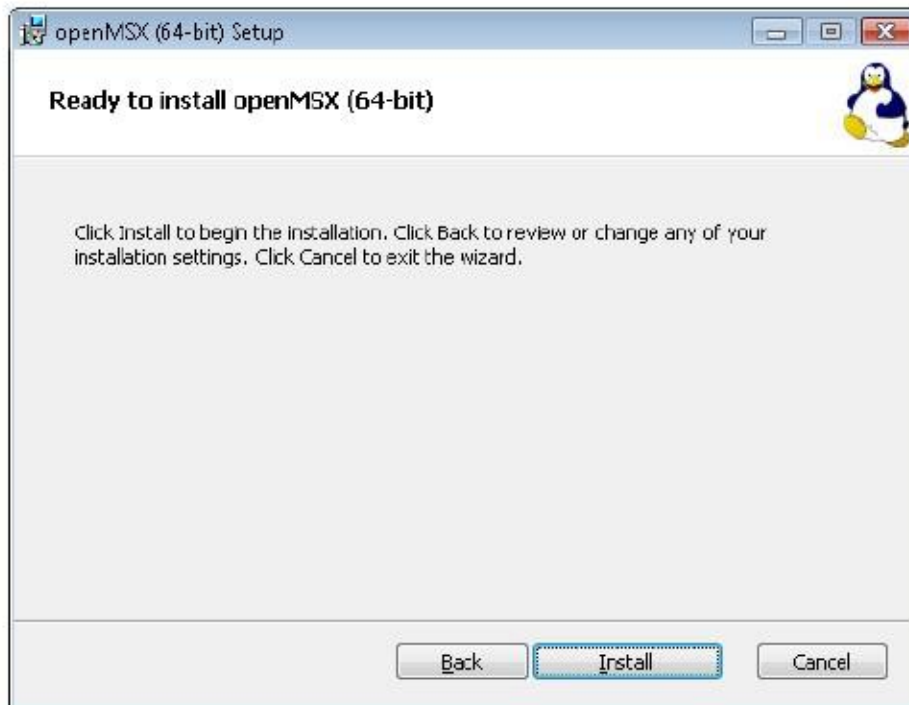 openMSX (64-bit) Setup
Ready to install openMSX (64-bit)
Click Install to begin the installation. Click Back to review or change any of your
installation settings. Click Cancel to exit the wizard.
Back
Install
Cancel